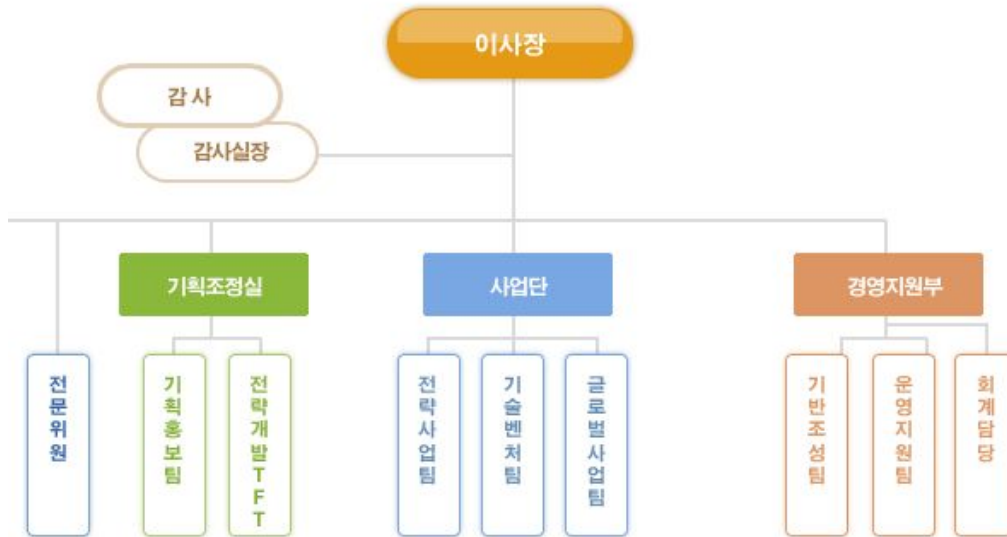 이사장
감 사
감사실장
기획조정실
사업단
경영지원부
전문위원
기획홍보팀
전략개발TFT
전략사업팀
기술벤처팀
글로벌사업팀
기반조성팀
운영지원팀
회계담당